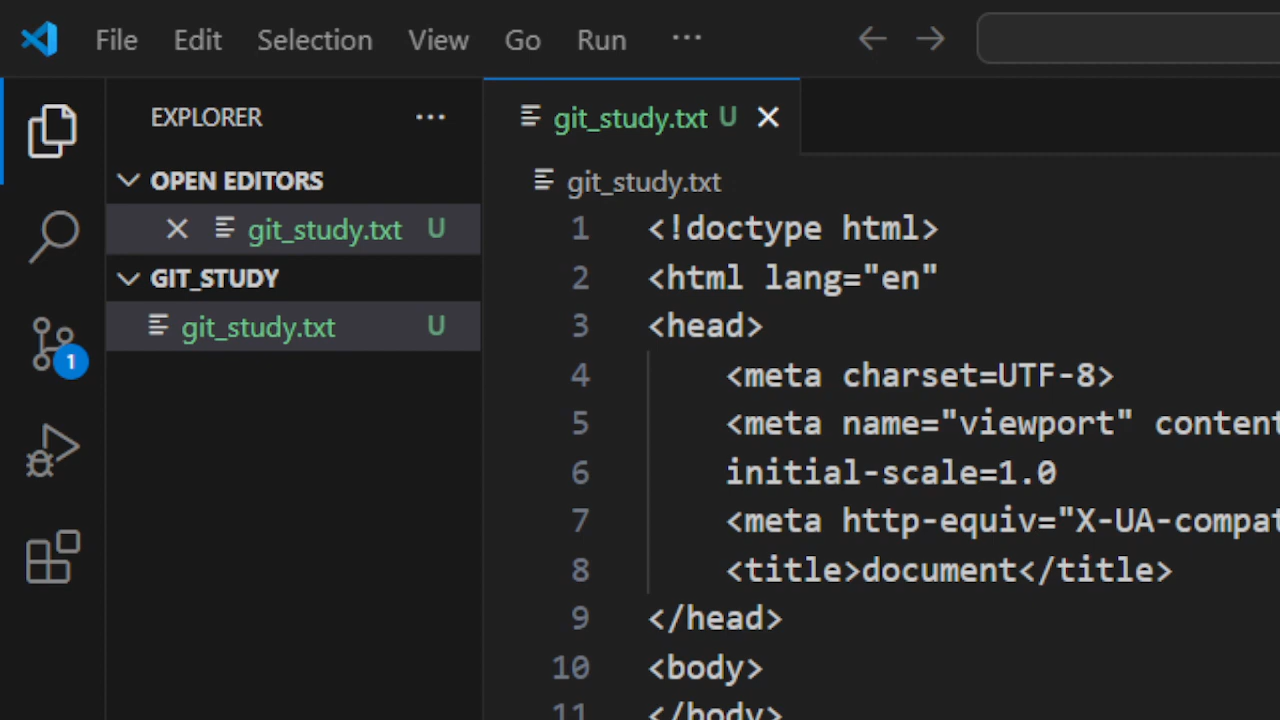 File Edit Selection View Go Run ...
EXPLORER ...
OPEN EDITORS
git_study.txt U
GIT_STUDY
git_study.txt U
1
git_study.txt U
git_study.txt
1 <!doctype html>
2 <html lang="en"
3 <head>
4 <meta charset=UTF-8>
5 <meta name="viewport" content
6 initial-scale=1.0
7 <meta http-equiv="X-UA-compat
8 <title>document</title>
9 </head>
10 <body>
11 </body>